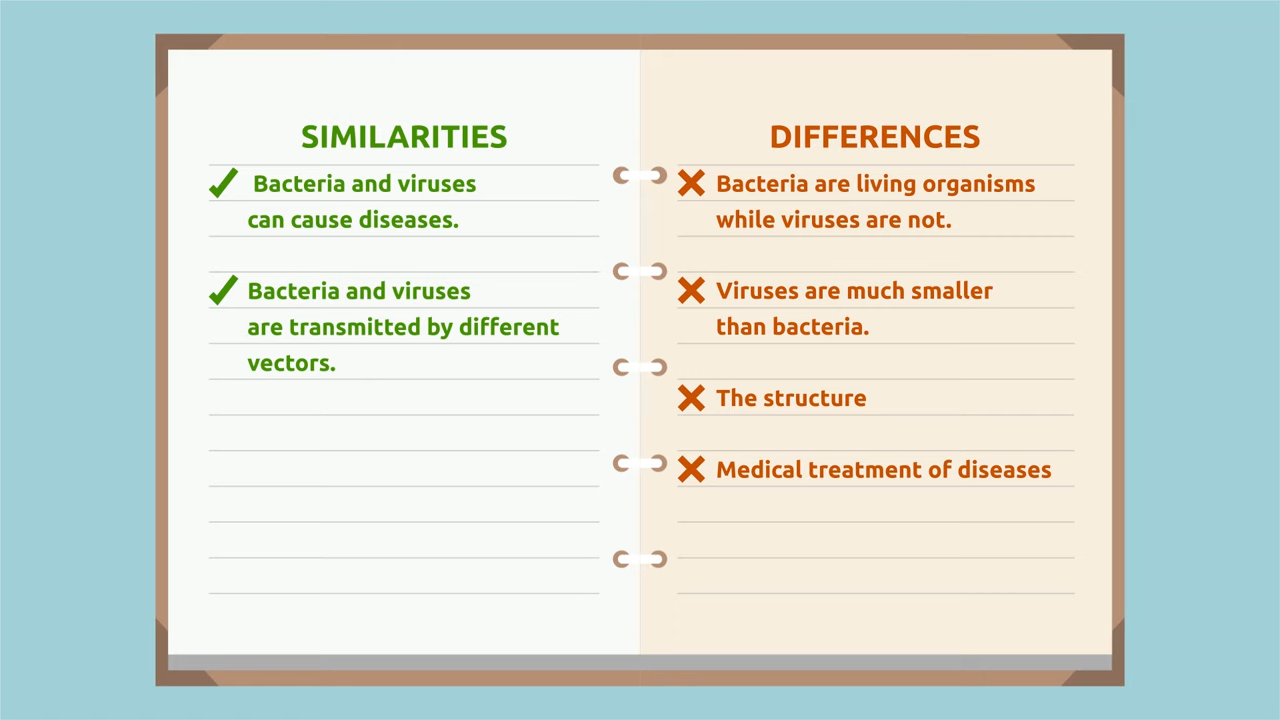 SIMILARITIES
Bacteria and viruses
can cause diseases.
Bacteria and viruses
are transmitted by different
vectors.
DIFFERENCES
Bacteria are living organisms
while viruses are not.
Viruses are much smaller
than bacteria.
The structure
Medical treatment of diseases